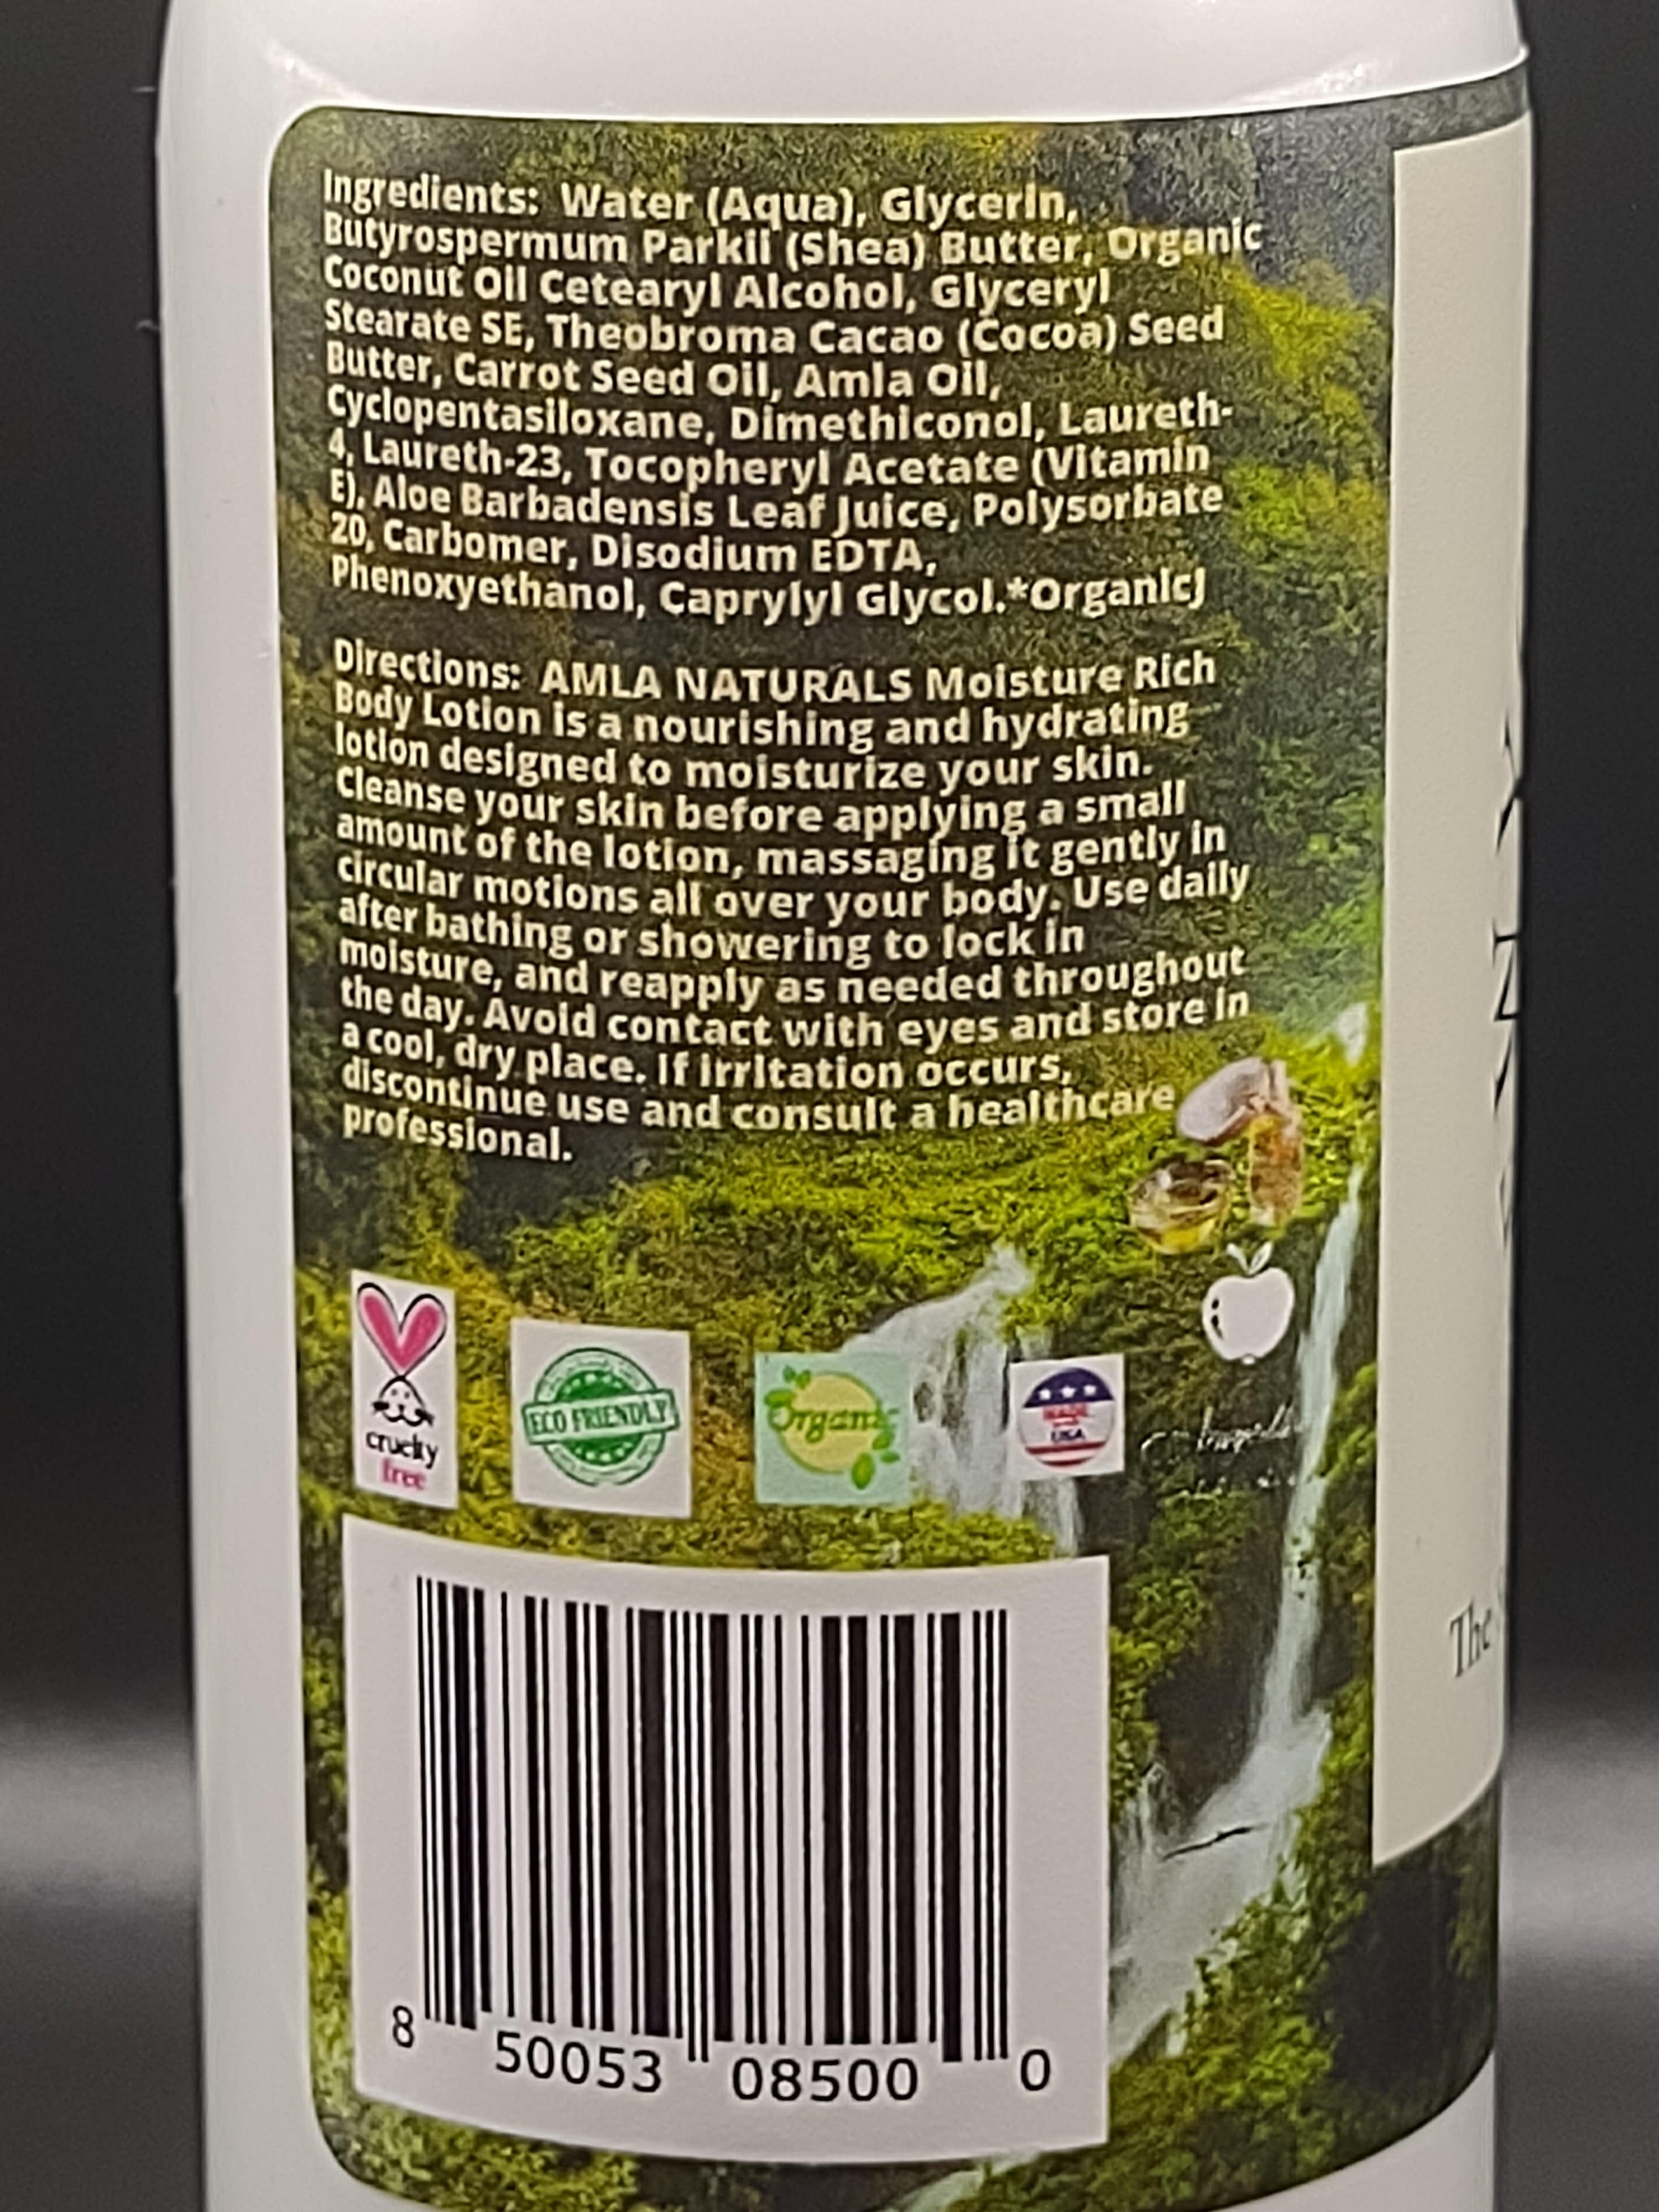 Ingredients: Water (Aqua), Glycerin,
Butyrospermum Parkii (Shea) Butter, Organic
Coconut Oil Cetearyl Alcohol, Glyceryl
Stearate SE, Theobroma Cacao (Cocoa) Seed
Butter, Carrot Seed Oil, Amla Oil,
Cyclopentasiloxane, Dimethiconol, Laureth-
4, Laureth-23, Tocopheryl Acetate (Vitamin
E), Aloe Barbadensis Leaf Juice, Polysorbate
20, Carbomer, Disodium EDTA,
Phenoxyethanol, Caprylyl Glycol.*OrganicJ
Directions: AMLA NATURALS Moisture Rich
Body Lotion is a nourishing and hydrating
lotion designed to moisturize your skin.
Cleanse your skin before applying a small
amount of the lotion, massaging it gently in
circular motions all over your body. Use daily
after bathing or showering to lock in
moisture, and reapply as needed throughout
the day. Avoid contact with eyes and store in
a cool, dry place. If irritation occurs,
discontinue use and consult a healthcare
professional.
cruelty
free
ECO FRIENDLY
Organic
MADE
USA
The
8 50053 08500 0